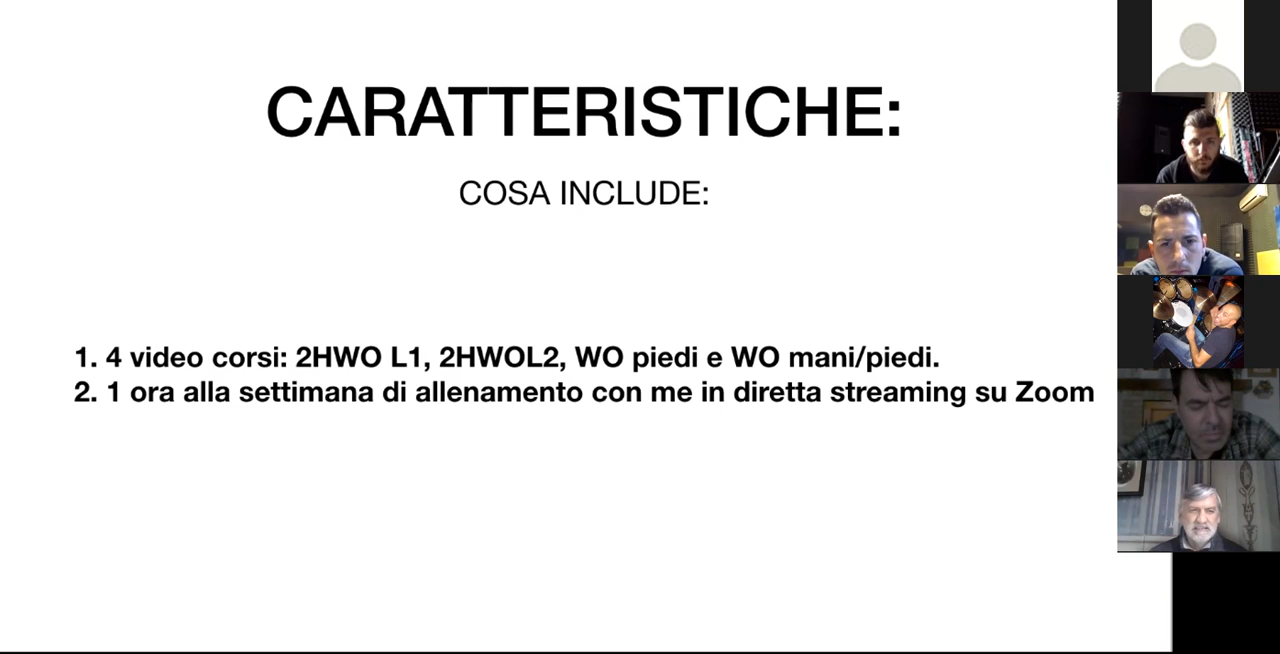 CARATTERISTICHE:
COSA INCLUDE:
1. 4 video corsi: 2HWO L1, 2HWOL2, WO piedi e WO mani/piedi.
2. 1 ora alla settimana di allenamento con me in diretta streaming su Zoom